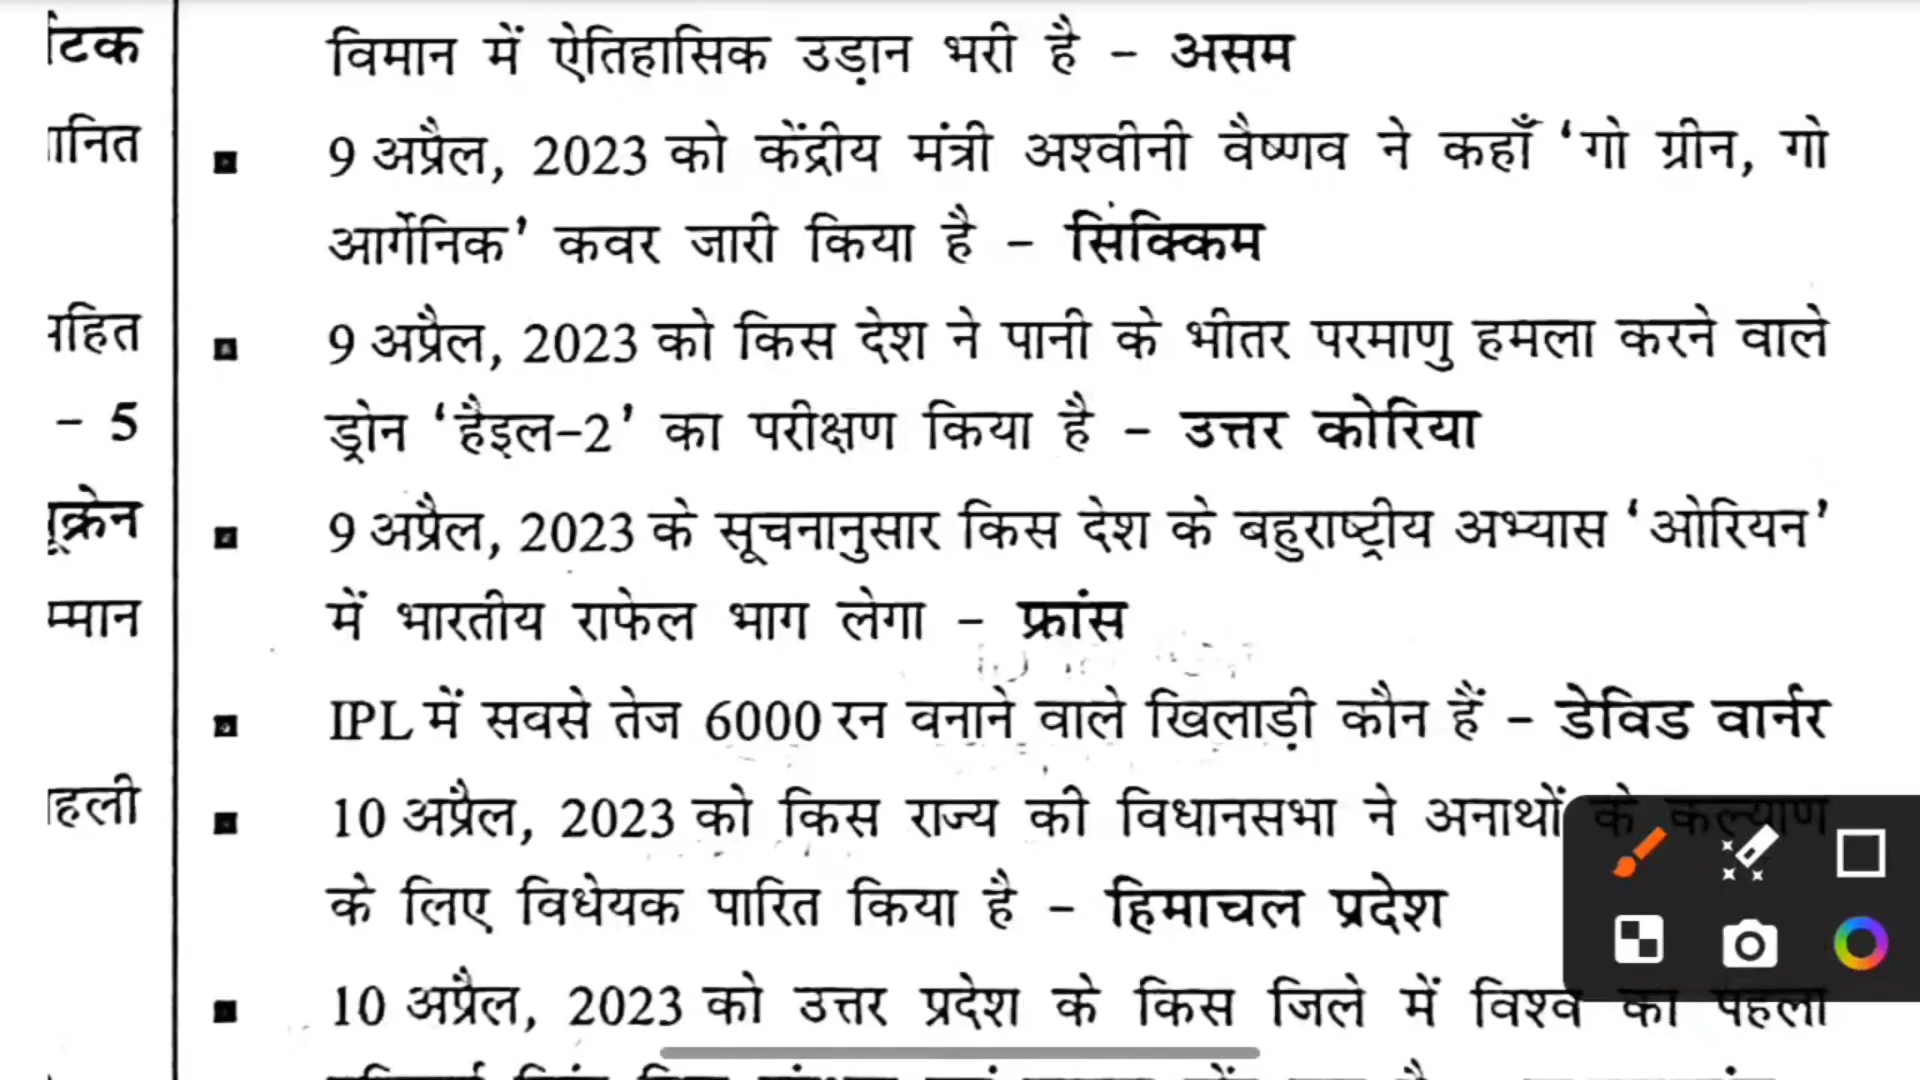 विमान में ऐतिहासिक उड़ान भरी है - असम
9 अप्रैल, 2023 को केंद्रीय मंत्री अश्वीनी वैष्णव ने कहाँ ‘गो ग्रीन, गो
आर्गेनिक’ कवर जारी किया है - सिक्किम
9 अप्रैल, 2023 को किस देश ने पानी के भीतर परमाणु हमला करने वाले
ड्रोन ‘हैइल-2’ का परीक्षण किया है - उत्तर कोरिया
- 5
9 अप्रैल, 2023 के सूचनानुसार किस देश के बहुराष्ट्रीय अभ्यास ‘ओरियन’
में भारतीय राफेल भाग लेगा - फ्रांस
IPL में सबसे तेज 6000 रन बनाने वाले खिलाड़ी कौन हैं - डेविड वार्नर
10 अप्रैल, 2023 को किस राज्य की विधानसभा ने अनाथों के कल्याण
के लिए विधेयक पारित किया है - हिमाचल प्रदेश
10 अप्रैल, 2023 को उत्तर प्रदेश के किस जिले में विश्व का पहला